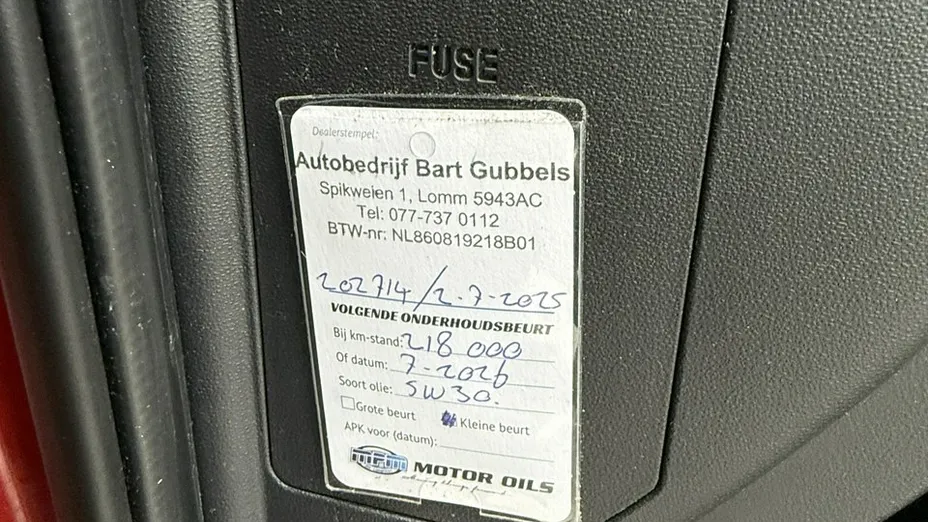 FUSE
Dealerstempel:
Autobedrijf Bart Gubbels
Spikweien 1, Lomm 5943AC
Tel: 077-737 0112
BTW-nr: NL860819218B01
202714/2-7-2025
VOLGENDE ONDERHOUDSBEURT
Bij km-stand: 218 000
Of datum: 7-2026
Soort olie: 5W30.
Grote beurt Kleine beurt
APK voor (datum):
MPM MOTOR OILS